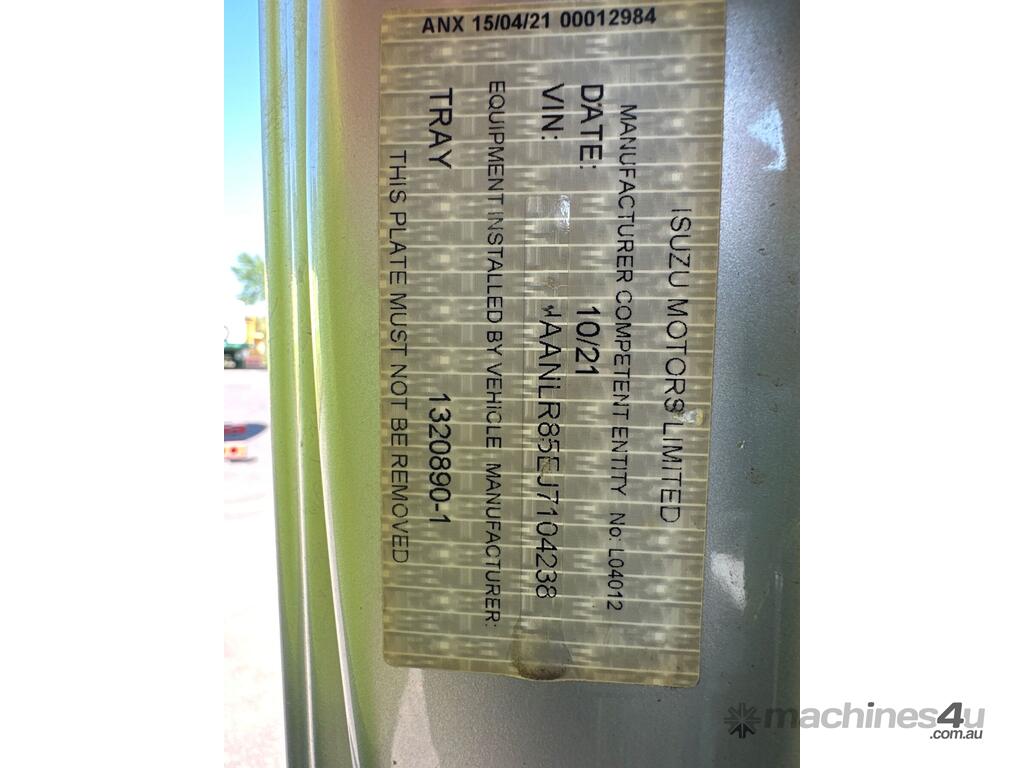 ANX 15/04/21 00012984
ISUZU MOTORS LIMITED
MANUFACTURER COMPETENT ENTITY No: L04012
DATE: 10/21
VIN: JAANLR85EJ7104238
EQUIPMENT INSTALLED BY VEHICLE MANUFACTURER:
TRAY 1320890-1
THIS PLATE MUST NOT BE REMOVED
machines4u
.com.au